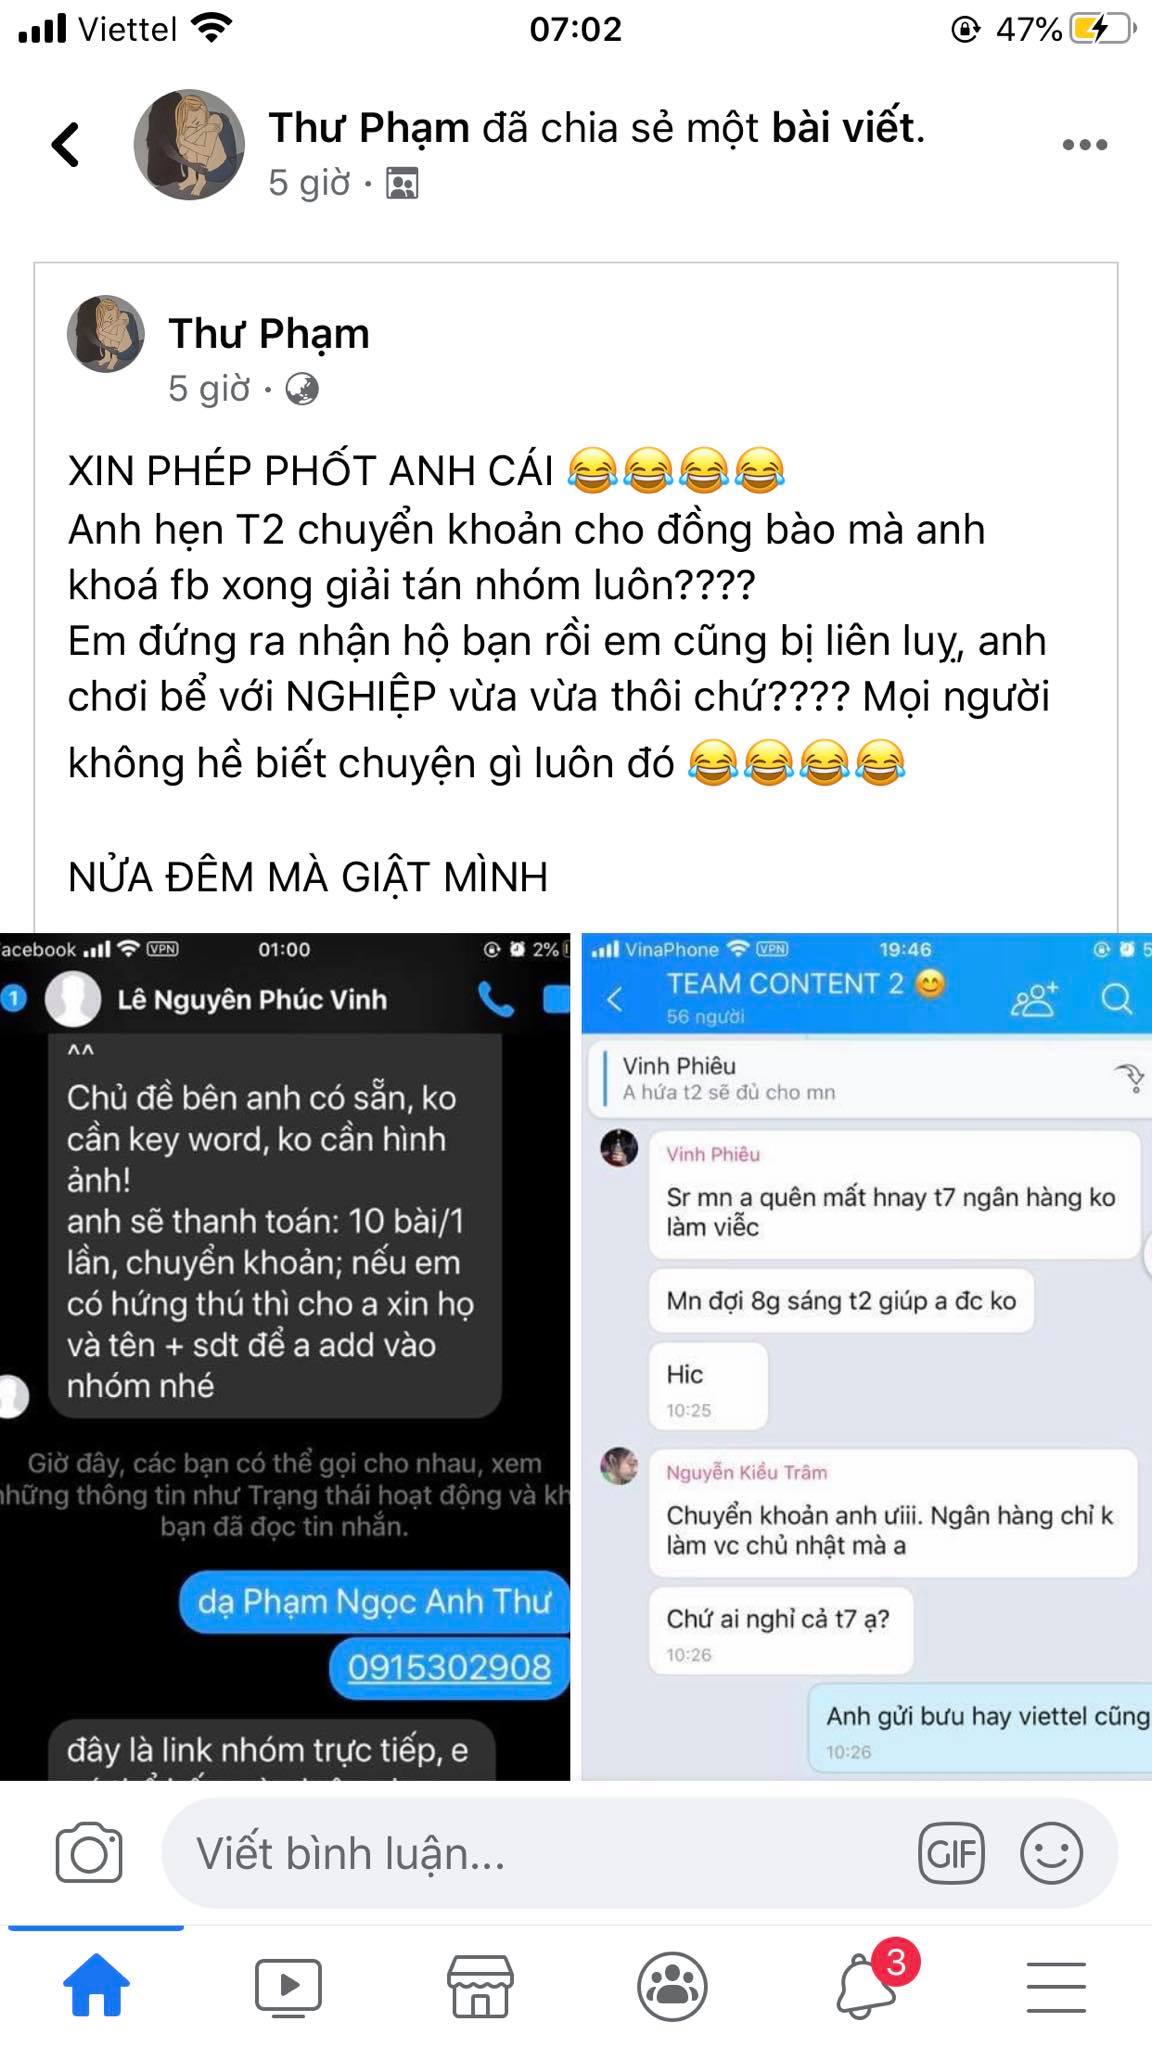 Viettel 07:02 47%
Thư Phạm đã chia sẻ một bài viết.
5 giờ ·
Thư Phạm
5 giờ ·
XIN PHÉP PHỐT ANH CÁI 😂😂😂😂
Anh hẹn T2 chuyển khoản cho đồng bào mà anh
khoá fb xong giải tán nhóm luôn????
Em đứng ra nhận hộ bạn rồi em cũng bị liên luỵ, anh
chơi bể với NGHIỆP vừa vừa thôi chứ???? Mọi người
không hề biết chuyện gì luôn đó 😂😂😂😂
NỬA ĐÊM MÀ GIẬT MÌNH
acebook VPN 01:00 2%
1 Lê Nguyên Phúc Vinh
^^
Chủ đề bên anh có sẵn, ko
cần key word, ko cần hình
ảnh!
anh sẽ thanh toán: 10 bài/1
lần, chuyển khoản; nếu em
có hứng thú thì cho a xin họ
và tên + sdt để a add vào
nhóm nhé
Giờ đây, các bạn có thể gọi cho nhau, xem
những thông tin như Trạng thái hoạt động và kh
bạn đã đọc tin nhắn.
dạ Phạm Ngọc Anh Thư
0915302908
đây là link nhóm trực tiếp, e
VinaPhone VPN 19:46 5
TEAM CONTENT 2 😊
56 người
Vinh Phiêu
A hứa t2 sẽ đủ cho mn
Vinh Phiêu
Sr mn a quên mất hnay t7 ngân hàng ko
làm viễc
Mn đợi 8g sáng t2 giúp a đc ko
Hic
10:25
Nguyễn Kiều Trâm
Chuyển khoản anh ưiii. Ngân hàng chỉ k
làm vc chủ nhật mà a
Chứ ai nghỉ cả t7 ạ?
10:26
Anh gửi bưu hay viettel cũng
10:26
Viết bình luận...
GIF
3